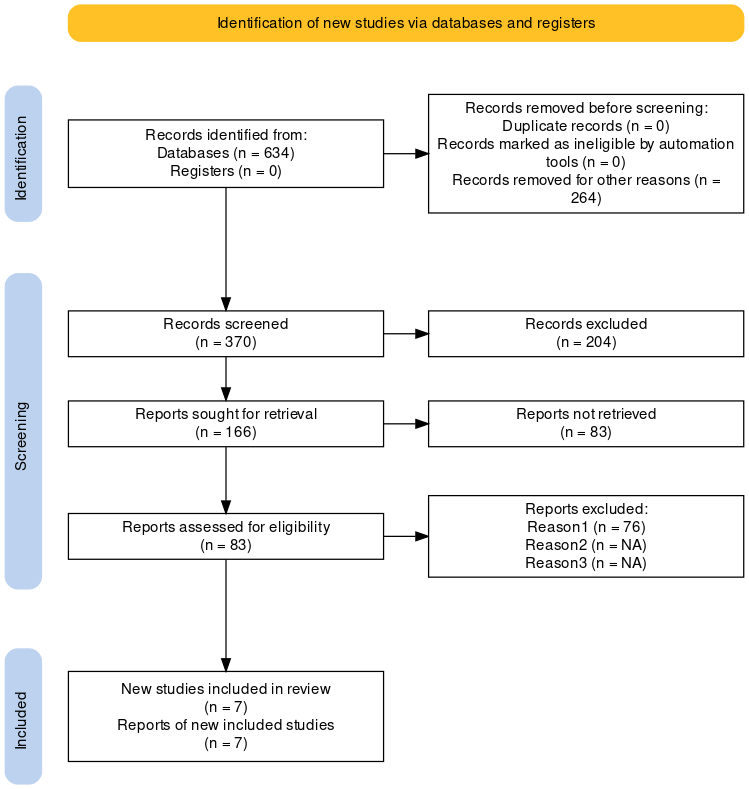 Identification of new studies via databases and registers
Identification
Records identified from:
Databases (n = 634)
Registers (n = 0)
Records removed before screening:
Duplicate records (n = 0)
Records marked as ineligible by automation
tools (n = 0)
Records removed for other reasons (n =
264)
Screening
Records screened
(n = 370)
Records excluded
(n = 204)
Reports sought for retrieval
(n = 166)
Reports not retrieved
(n = 83)
Reports assessed for eligibility
(n = 83)
Reports excluded:
Reason1 (n = 76)
Reason2 (n = NA)
Reason3 (n = NA)
Included
New studies included in review
(n = 7)
Reports of new included studies
(n = 7)